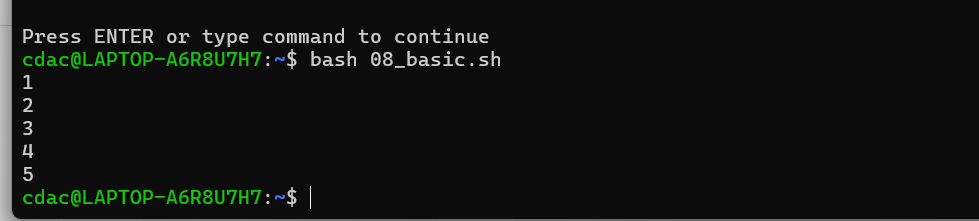 Press ENTER or type command to continue
cdac@LAPTOP-A6R8U7H7:~$ bash 08_basic.sh
1
2
3
4
5
cdac@LAPTOP-A6R8U7H7:~$